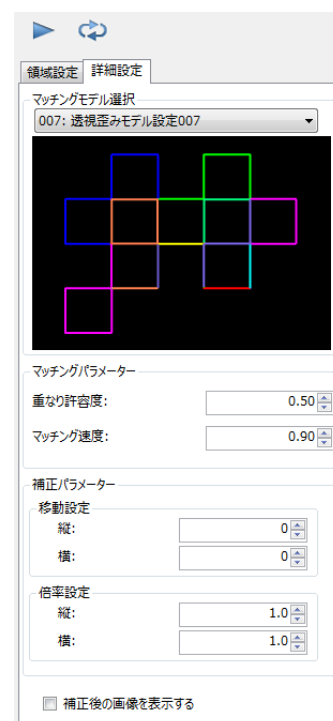 領域設定 詳細設定
マッチングモデル選択
007: 透視歪みモデル設定007
マッチングパラメーター
重なり許容度: 0.50
マッチング速度: 0.90
補正パラメーター
移動設定
縦: 0
横: 0
倍率設定
縦: 1.0
横: 1.0
補正後の画像を表示する